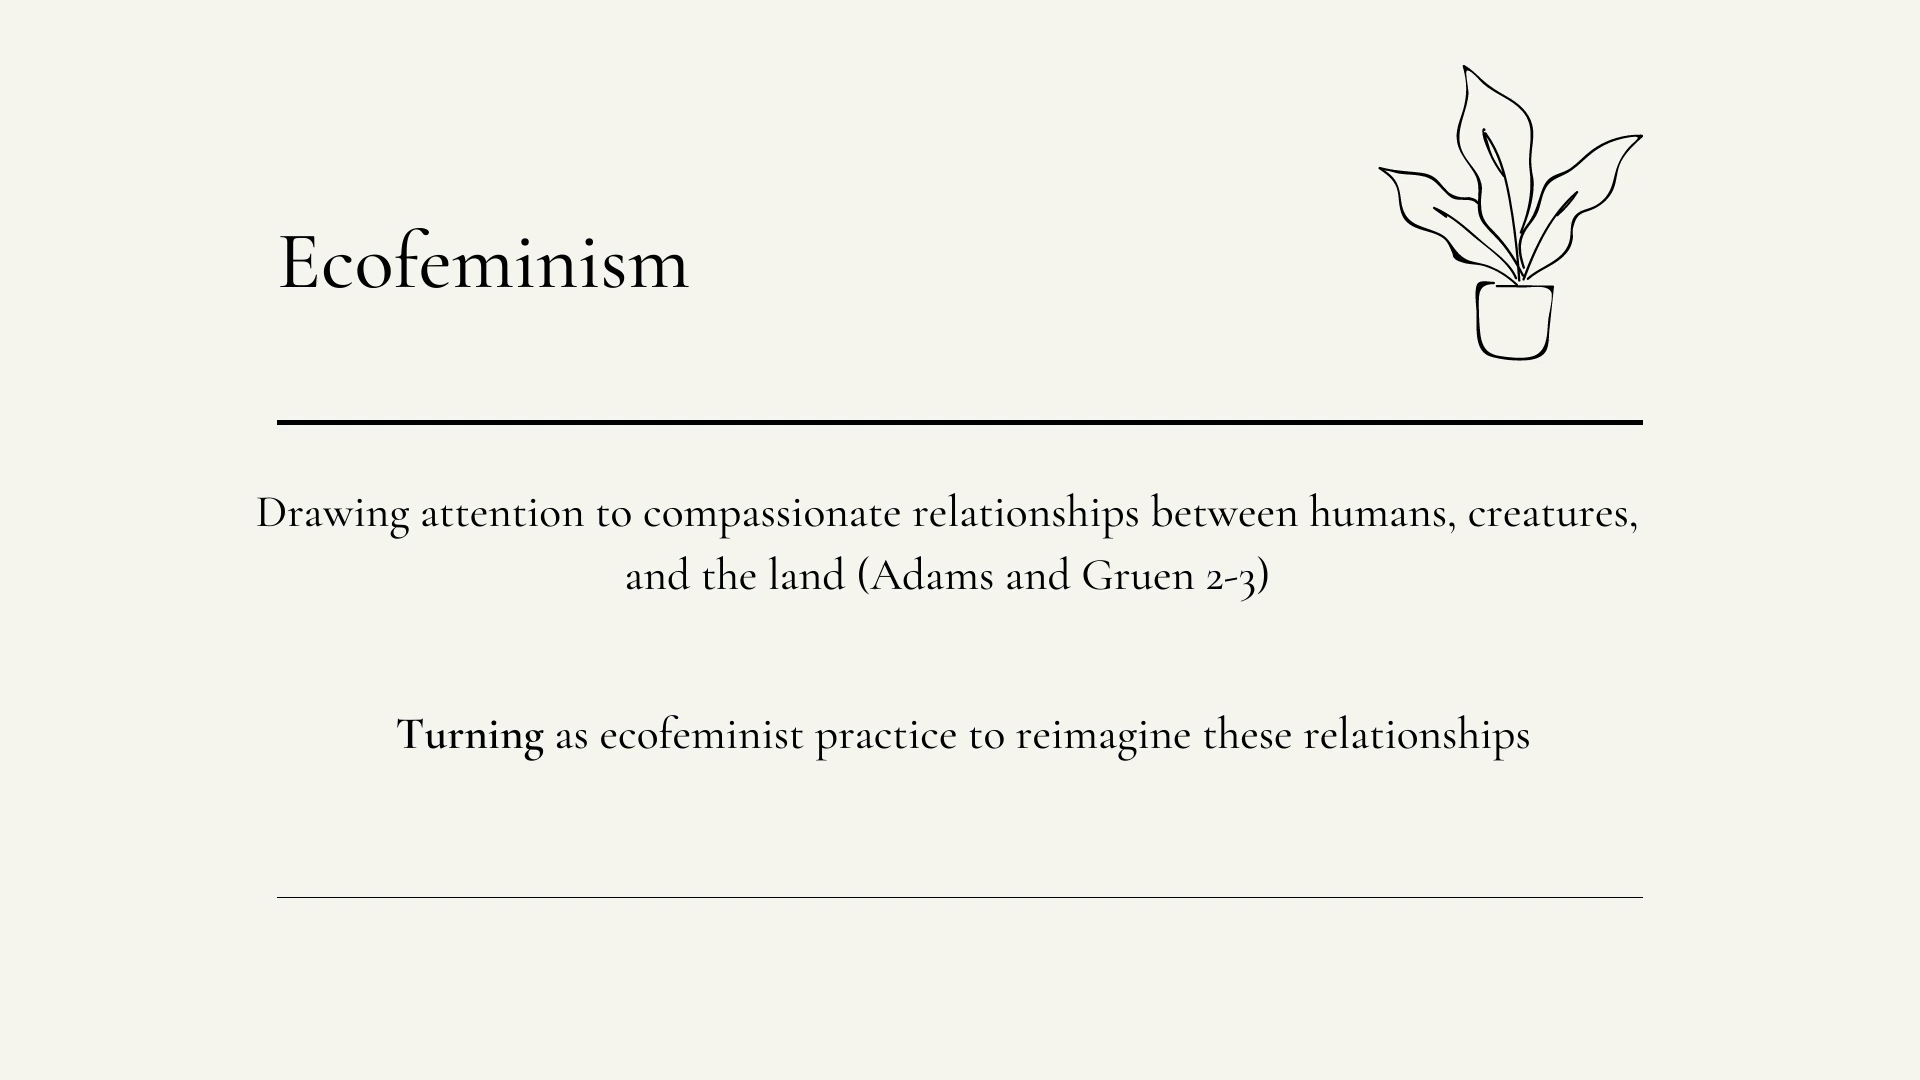 Ecofeminism
Drawing attention to compassionate relationships between humans, creatures,
and the land (Adams and Gruen 2-3)
Turning as ecofeminist practice to reimagine these relationships